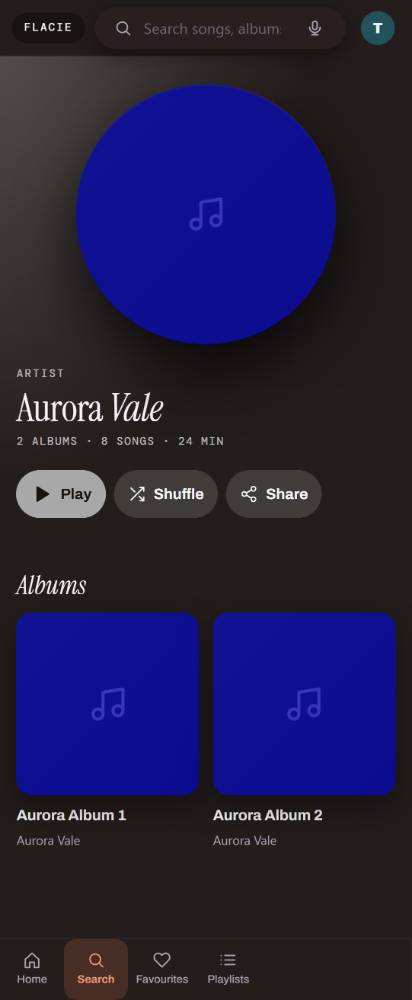 FLACIE
Search songs, album
T
ARTIST
Aurora Vale
2 ALBUMS · 8 SONGS · 24 MIN
Play
Shuffle
Share
Albums
Aurora Album 1
Aurora Album 2
Aurora Vale
Aurora Vale
Home
Search
Favourites
Playlists